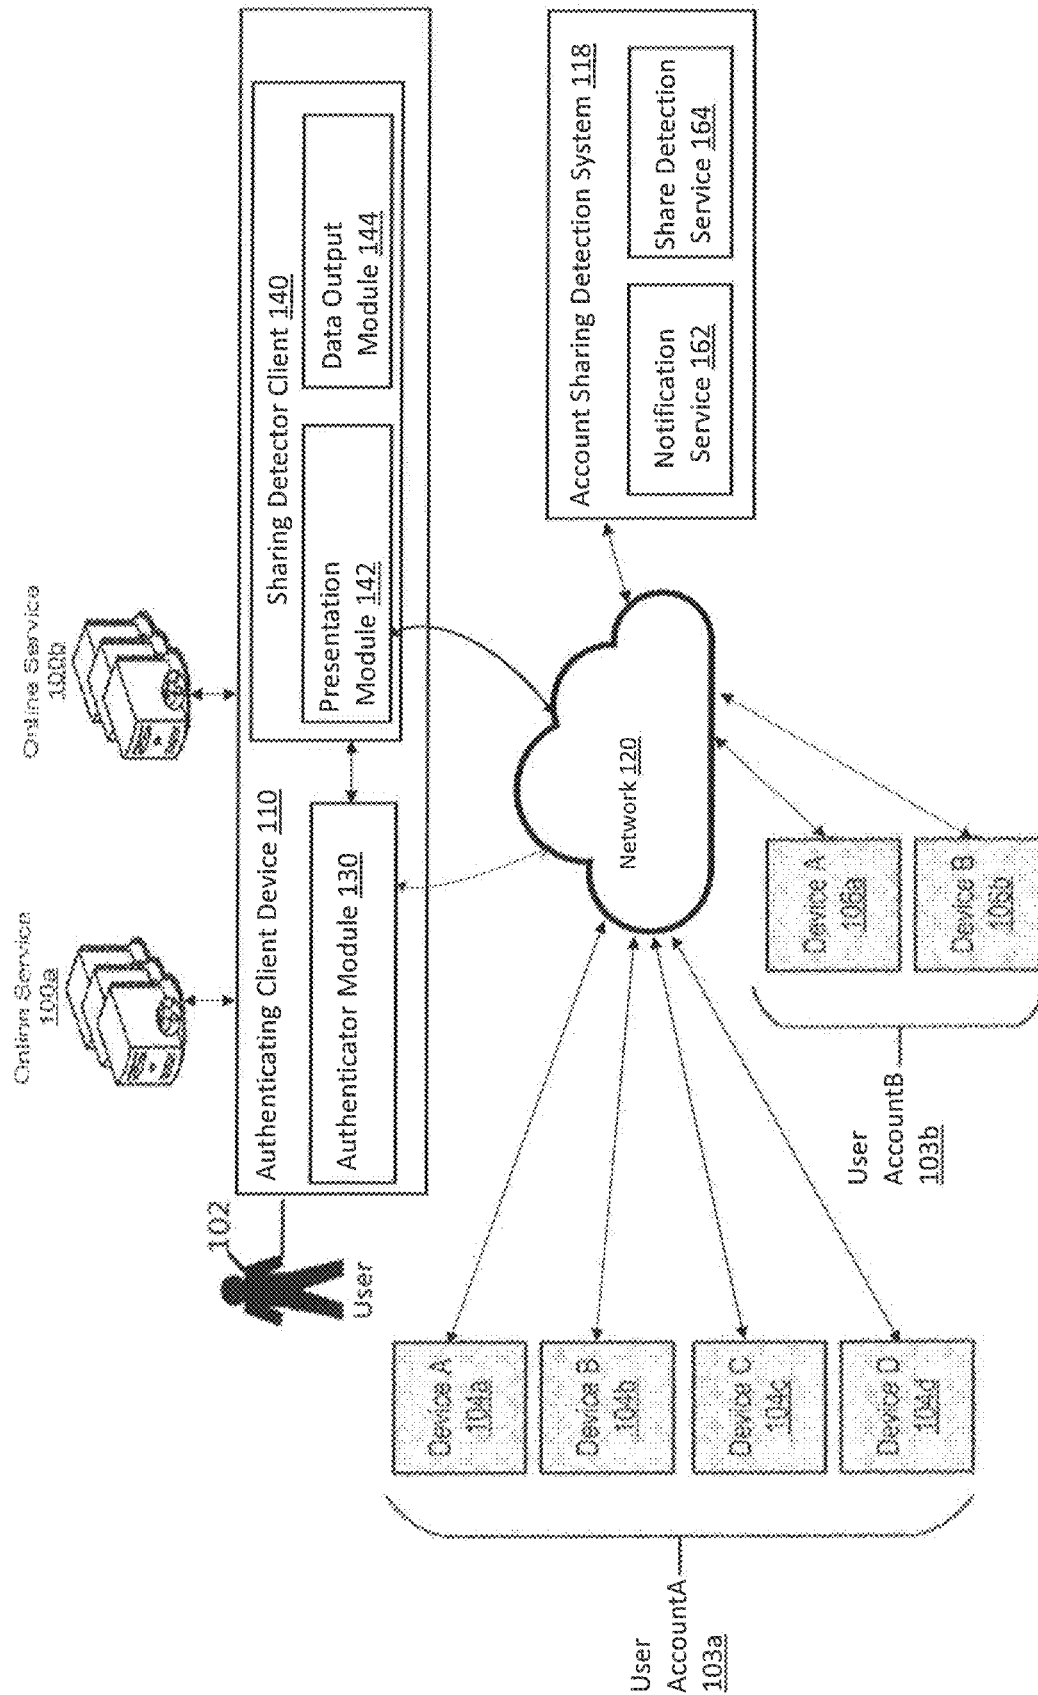 Online Service
100a
Online Service
100b
102
User
Authenticating Client Device 110
Authenticator Module 130
Sharing Detector Client 140
Presentation
Module 142
Data Output
Module 144
Network 120
Account Sharing Detection System 118
Notification
Service 162
Share Detection
Service 164
User
AccountA
103a
Device A
104a
Device B
104b
Device C
104c
Device D
104d
User
AccountB
103b
Device A
106a
Device B
106b